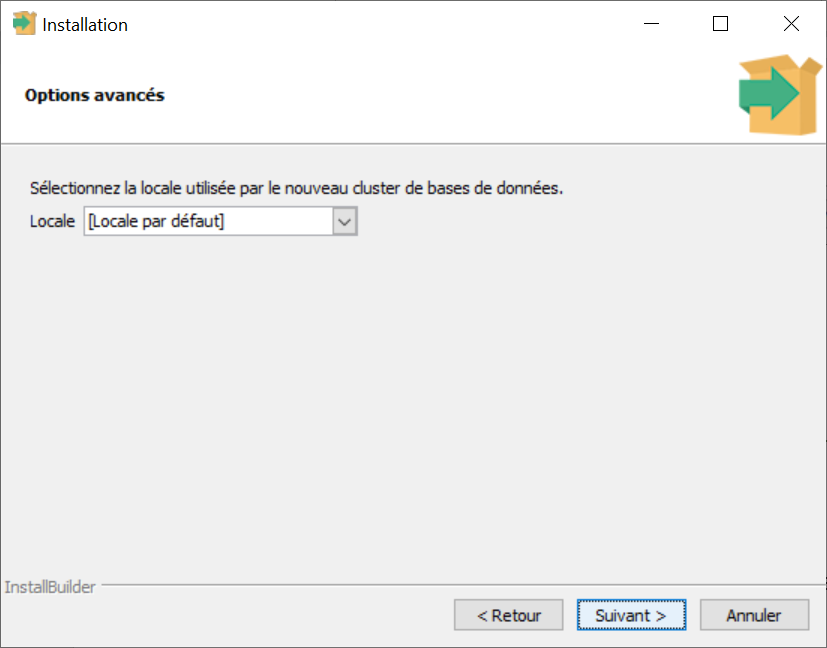 Installation
Options avancés
Sélectionnez la locale utilisée par le nouveau cluster de bases de données.
Locale [Locale par défaut]
InstallBuilder
< Retour Suivant > Annuler